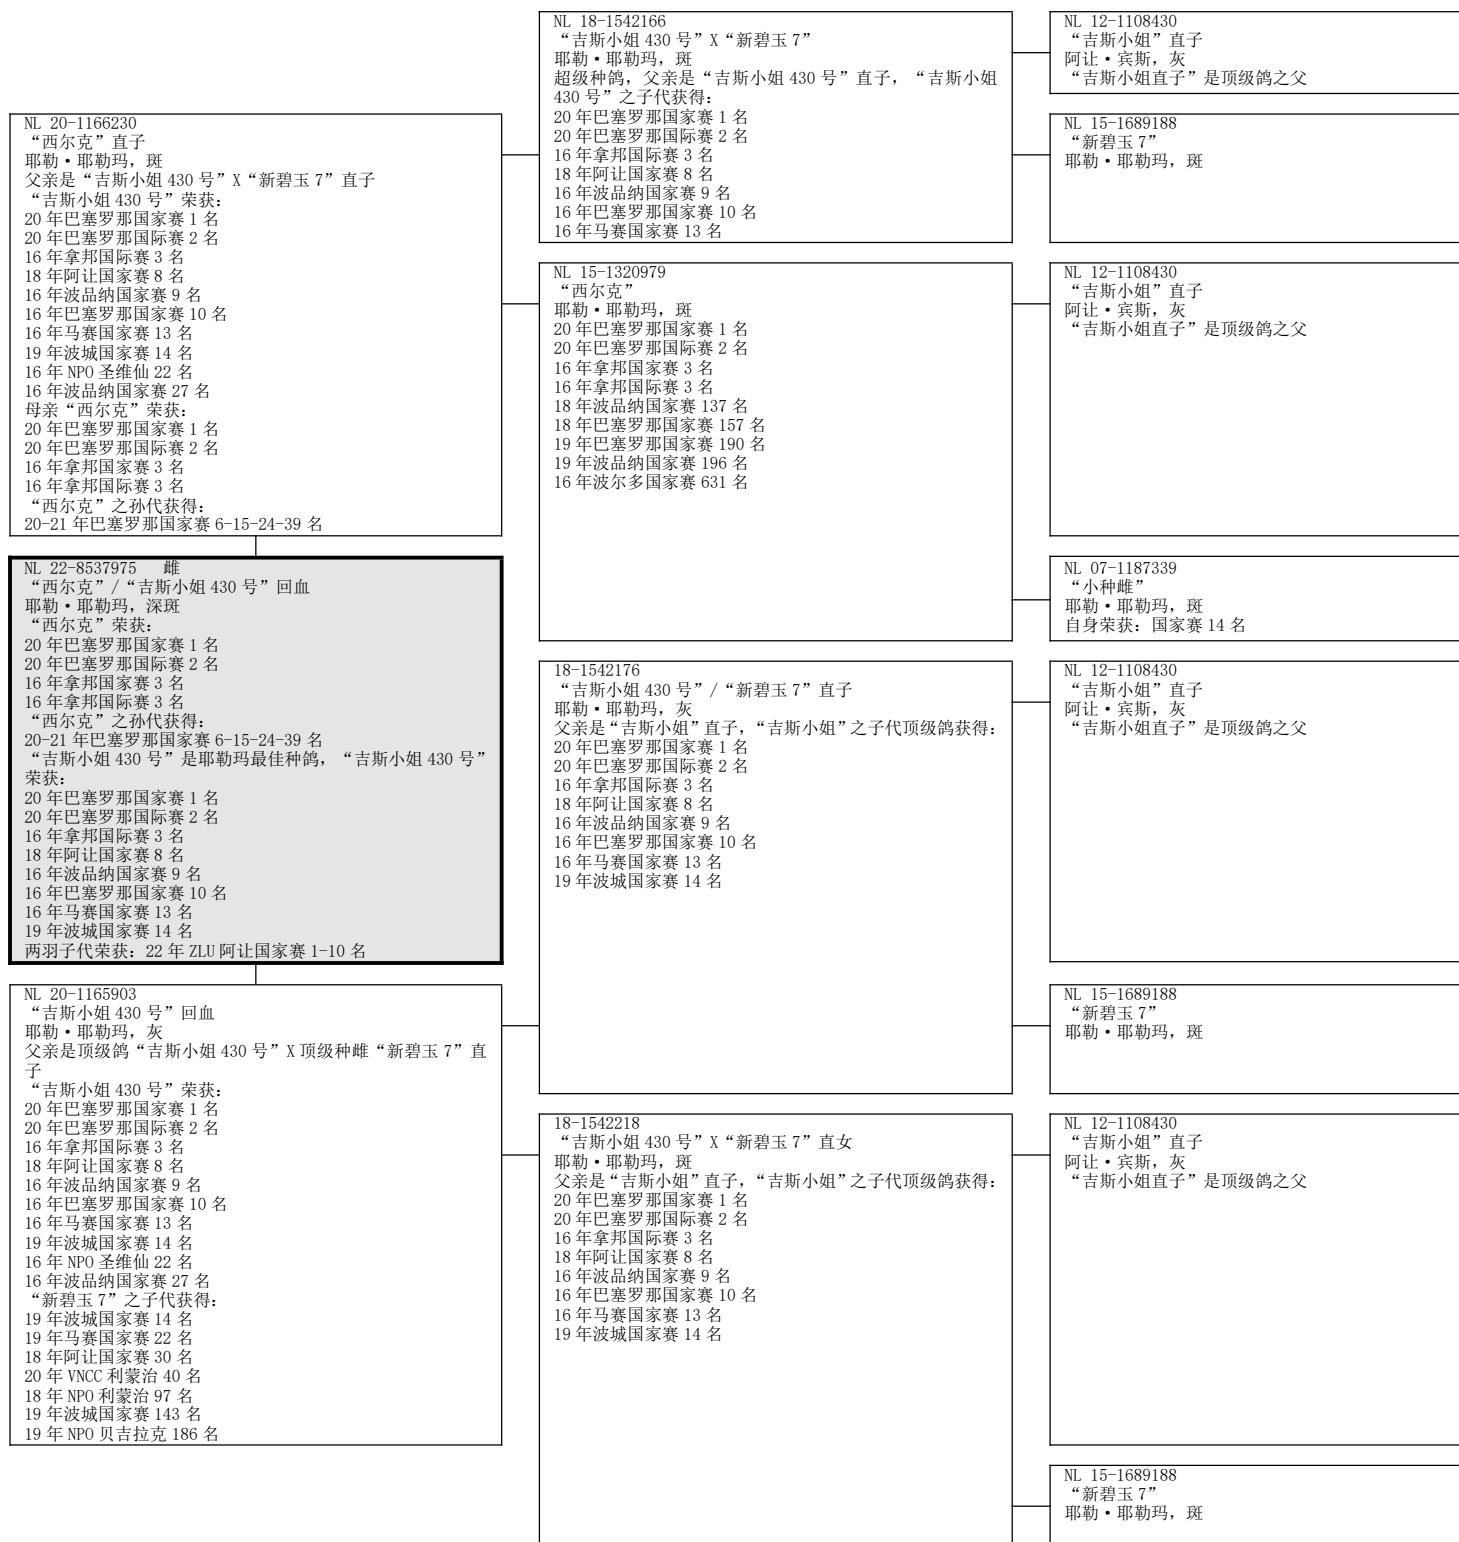 NL 20-1166230
“西尔克”直子
耶勒·耶勒玛，斑
父亲是“吉斯小姐 430 号”X“新碧玉 7”直子
“吉斯小姐 430 号”荣获：
20 年巴塞罗那国家赛 1 名
20 年巴塞罗那国际赛 2 名
16 年拿邦国际赛 3 名
18 年阿让国家赛 8 名
16 年波品纳国家赛 9 名
16 年巴塞罗那国家赛 10 名
16 年马赛国家赛 13 名
19 年波城国家赛 14 名
16 年 NPO 圣维仙 22 名
16 年波品纳国家赛 27 名
母亲“西尔克”荣获：
20 年巴塞罗那国家赛 1 名
20 年巴塞罗那国际赛 2 名
16 年拿邦国家赛 3 名
16 年拿邦国际赛 3 名
“西尔克”之孙代获得：
20-21 年巴塞罗那国家赛 6-15-24-39 名
NL 22-8537975 雌
“西尔克”/“吉斯小姐 430 号”回血
耶勒·耶勒玛，深斑
“西尔克”荣获：
20 年巴塞罗那国家赛 1 名
20 年巴塞罗那国际赛 2 名
16 年拿邦国家赛 3 名
16 年拿邦国际赛 3 名
“西尔克”之孙代获得：
20-21 年巴塞罗那国家赛 6-15-24-39 名
“吉斯小姐 430 号”是耶勒玛最佳种鸽，“吉斯小姐 430 号”
荣获：
20 年巴塞罗那国家赛 1 名
20 年巴塞罗那国际赛 2 名
16 年拿邦国际赛 3 名
18 年阿让国家赛 8 名
16 年波品纳国家赛 9 名
16 年巴塞罗那国家赛 10 名
16 年马赛国家赛 13 名
19 年波城国家赛 14 名
两羽子代荣获：22 年 ZLU 阿让国家赛 1-10 名
NL 20-1165903
“吉斯小姐 430 号”回血
耶勒·耶勒玛，灰
父亲是顶级鸽“吉斯小姐 430 号”X 顶级种雌“新碧玉 7”直
子
“吉斯小姐 430 号”荣获：
20 年巴塞罗那国家赛 1 名
20 年巴塞罗那国际赛 2 名
16 年拿邦国际赛 3 名
18 年阿让国家赛 8 名
16 年波品纳国家赛 9 名
16 年巴塞罗那国家赛 10 名
16 年马赛国家赛 13 名
19 年波城国家赛 14 名
16 年 NPO 圣维仙 22 名
16 年波品纳国家赛 27 名
“新碧玉 7”之子代获得：
19 年波城国家赛 14 名
19 年马赛国家赛 22 名
18 年阿让国家赛 30 名
20 年 VNCC 利蒙治 40 名
18 年 NPO 利蒙治 97 名
19 年波城国家赛 143 名
19 年 NPO 贝吉拉克 186 名
NL 18-1542166
“吉斯小姐 430 号”X“新碧玉 7”
耶勒·耶勒玛，斑
超级种鸽，父亲是“吉斯小姐 430 号”直子，“吉斯小姐
430 号”之子代获得：
20 年巴塞罗那国家赛 1 名
20 年巴塞罗那国际赛 2 名
16 年拿邦国际赛 3 名
18 年阿让国家赛 8 名
16 年波品纳国家赛 9 名
16 年巴塞罗那国家赛 10 名
16 年马赛国家赛 13 名
NL 15-1320979
“西尔克”
耶勒·耶勒玛，斑
20 年巴塞罗那国家赛 1 名
20 年巴塞罗那国际赛 2 名
16 年拿邦国家赛 3 名
16 年拿邦国际赛 3 名
18 年波品纳国家赛 137 名
18 年巴塞罗那国家赛 157 名
19 年巴塞罗那国家赛 190 名
19 年波品纳国家赛 196 名
16 年波尔多国家赛 631 名
18-1542176
“吉斯小姐 430 号”/“新碧玉 7”直子
耶勒·耶勒玛，灰
父亲是“吉斯小姐”直子，“吉斯小姐”之子代顶级鸽获得：
20 年巴塞罗那国家赛 1 名
20 年巴塞罗那国际赛 2 名
16 年拿邦国际赛 3 名
18 年阿让国家赛 8 名
16 年波品纳国家赛 9 名
16 年巴塞罗那国家赛 10 名
16 年马赛国家赛 13 名
19 年波城国家赛 14 名
18-1542218
“吉斯小姐 430 号”X“新碧玉 7”直女
耶勒·耶勒玛，斑
父亲是“吉斯小姐”直子，“吉斯小姐”之子代顶级鸽获得：
20 年巴塞罗那国家赛 1 名
20 年巴塞罗那国际赛 2 名
16 年拿邦国际赛 3 名
18 年阿让国家赛 8 名
16 年波品纳国家赛 9 名
16 年巴塞罗那国家赛 10 名
16 年马赛国家赛 13 名
19 年波城国家赛 14 名
NL 12-1108430
“吉斯小姐”直子
阿让·宾斯，灰
“吉斯小姐直子”是顶级鸽之父
NL 15-1689188
“新碧玉 7”
耶勒·耶勒玛，斑
NL 12-1108430
“吉斯小姐”直子
阿让·宾斯，灰
“吉斯小姐直子”是顶级鸽之父
NL 07-1187339
“小种雌”
耶勒·耶勒玛，斑
自身荣获：国家赛 14 名
NL 12-1108430
“吉斯小姐”直子
阿让·宾斯，灰
“吉斯小姐直子”是顶级鸽之父
NL 15-1689188
“新碧玉 7”
耶勒·耶勒玛，斑
NL 12-1108430
“吉斯小姐”直子
阿让·宾斯，灰
“吉斯小姐直子”是顶级鸽之父
NL 15-1689188
“新碧玉 7”
耶勒·耶勒玛，斑